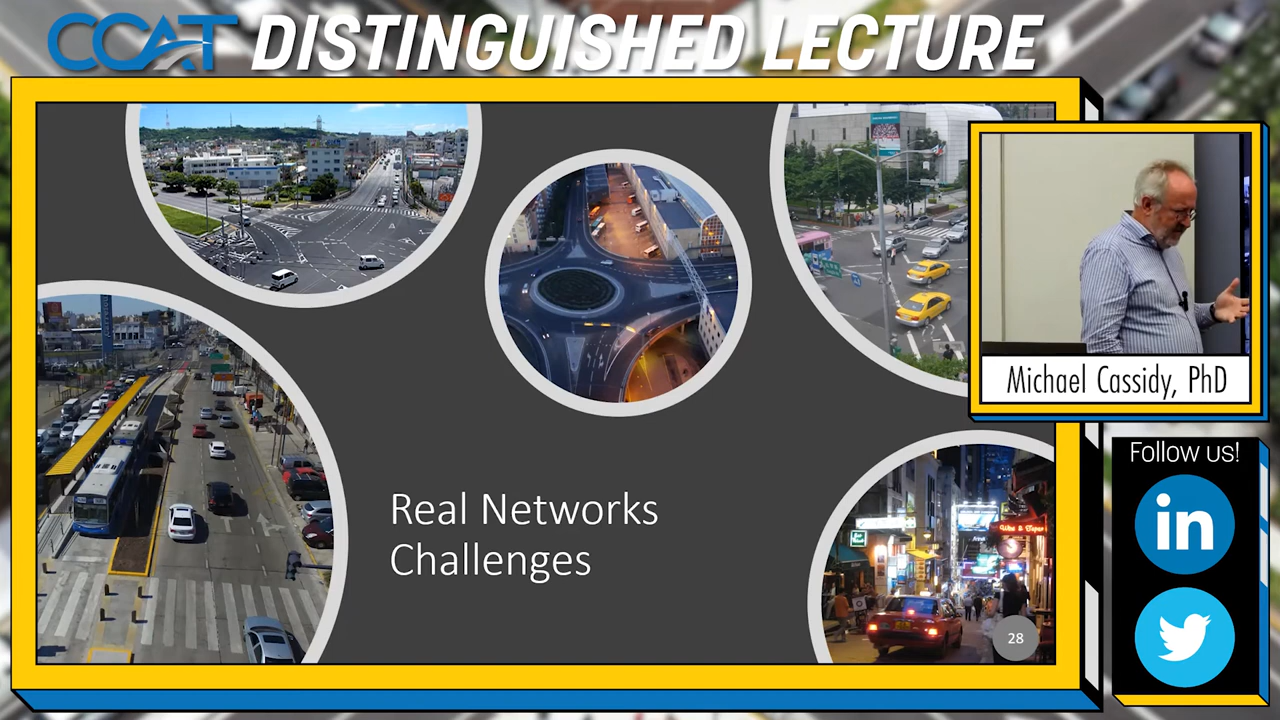 CCAT DISTINGUISHED LECTURE
Real Networks
Challenges
28
Michael Cassidy, PhD
Follow us!
in